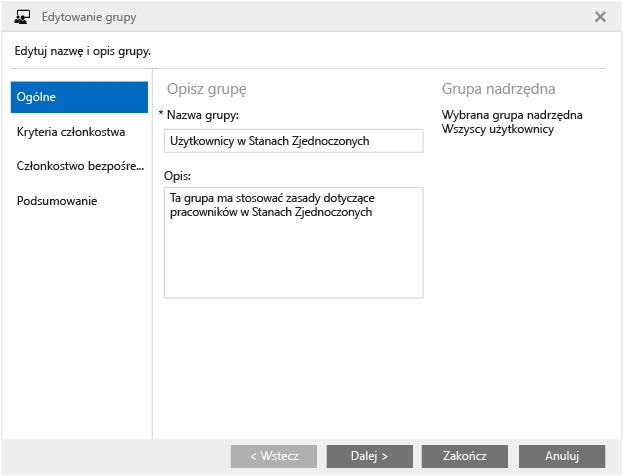 Edytowanie grupy
Edytuj nazwę i opis grupy.
Ogólne
Kryteria członkostwa
Członkostwo bezpośre...
Podsumowanie
Opisz grupę
* Nazwa grupy:
Użytkownicy w Stanach Zjednoczonych
Opis:
Ta grupa ma stosować zasady dotyczące
pracowników w Stanach Zjednoczonych
Grupa nadrzędna
Wybrana grupa nadrzędna
Wszyscy użytkownicy
< Wstecz
Dalej >
Zakończ
Anuluj